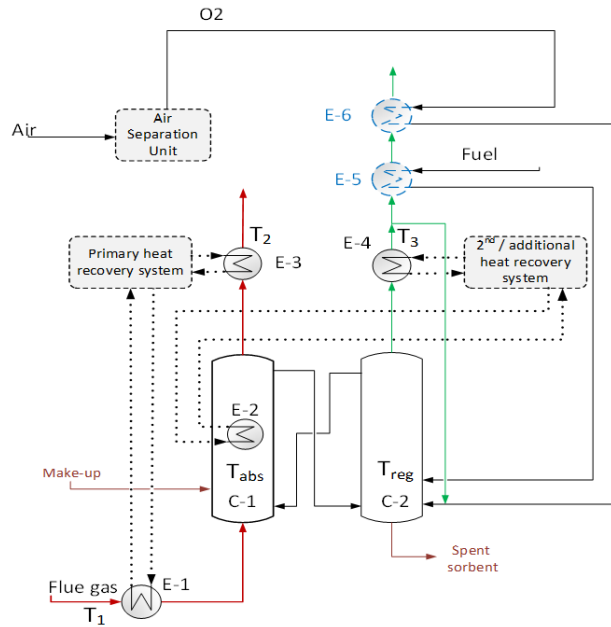 O2
Air
Air
Separation
Unit
E-6
Fuel
E-5
T2
T3
E-4
Primary heat
recovery system
E-3
2nd / additional
heat recovery
system
E-2
Tabs
Treg
Make-up
C-1
C-2
Flue gas
E-1
T1
Spent
sorbent